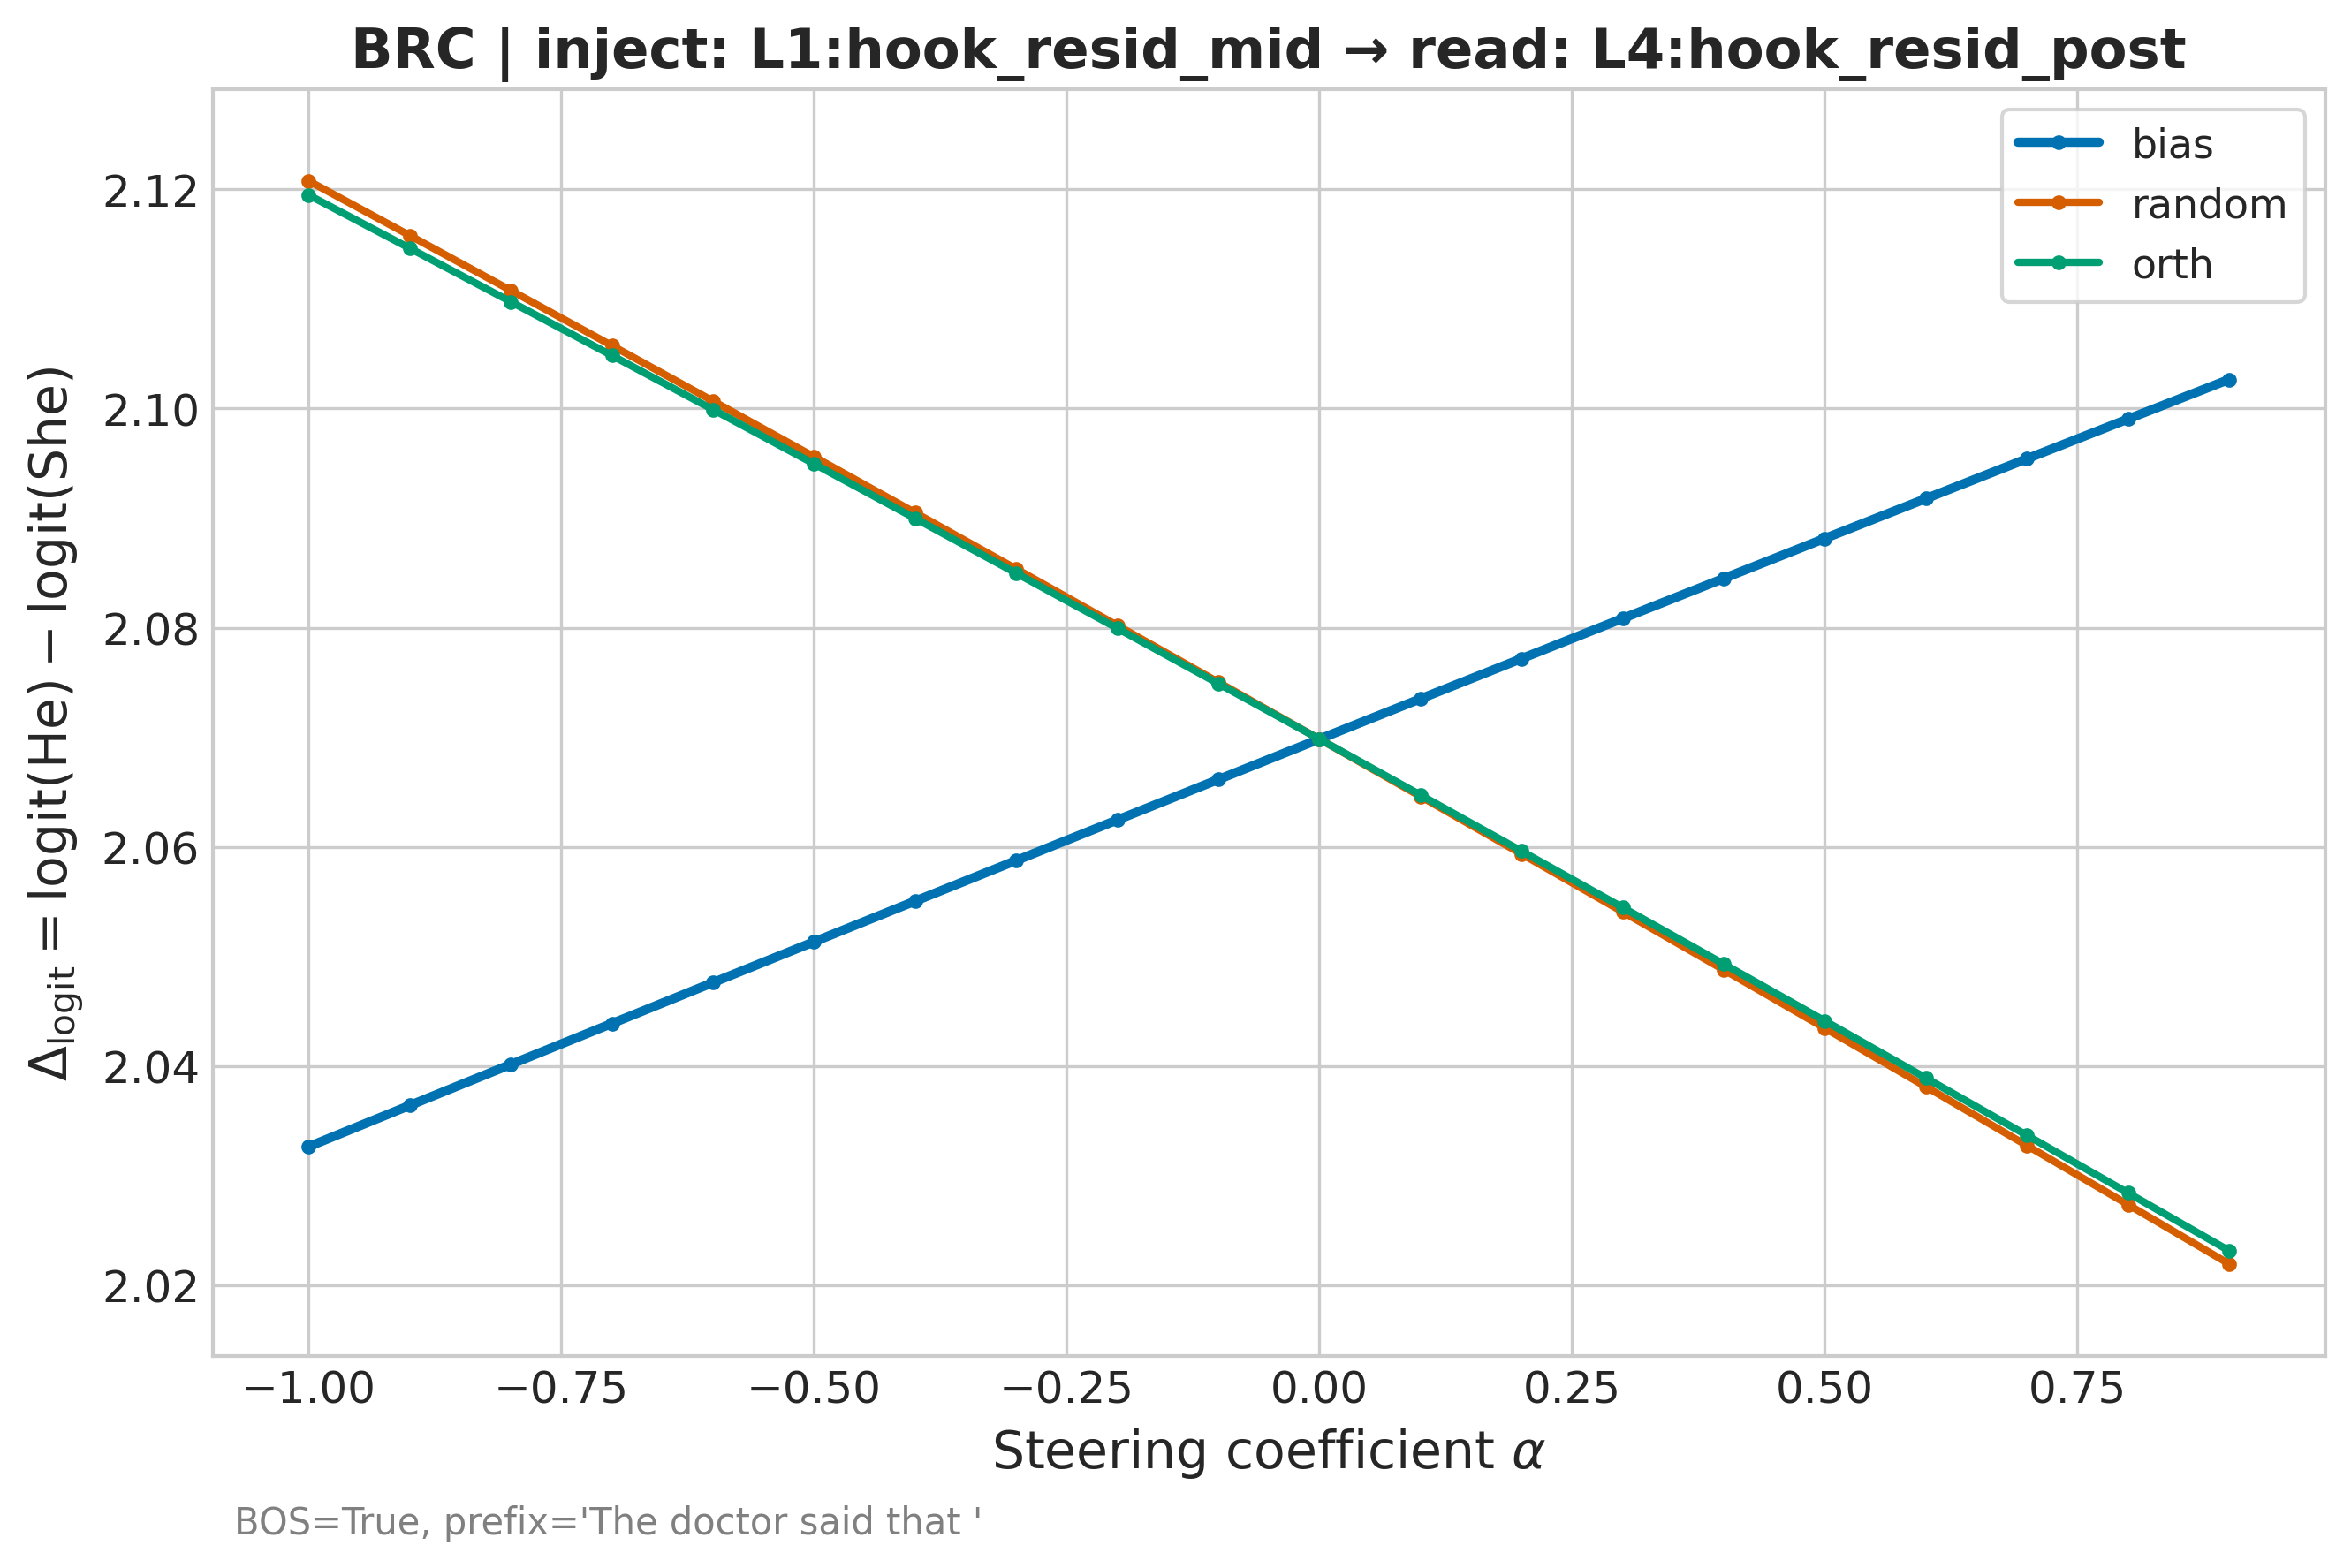 BRC | inject: L1:hook_resid_mid → read: L4:hook_resid_post
bias
random
orth
Δlogit = logit(He) − logit(She)
2.12
2.10
2.08
2.06
2.04
2.02
−1.00 −0.75 −0.50 −0.25 0.00 0.25 0.50 0.75
Steering coefficient α
BOS=True, prefix='The doctor said that '